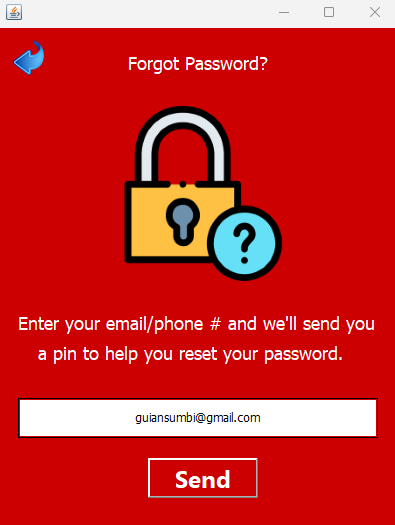 Forgot Password?
?
Enter your email/phone # and we'll send you
a pin to help you reset your password.
guiansumbi@gmail.com
Send